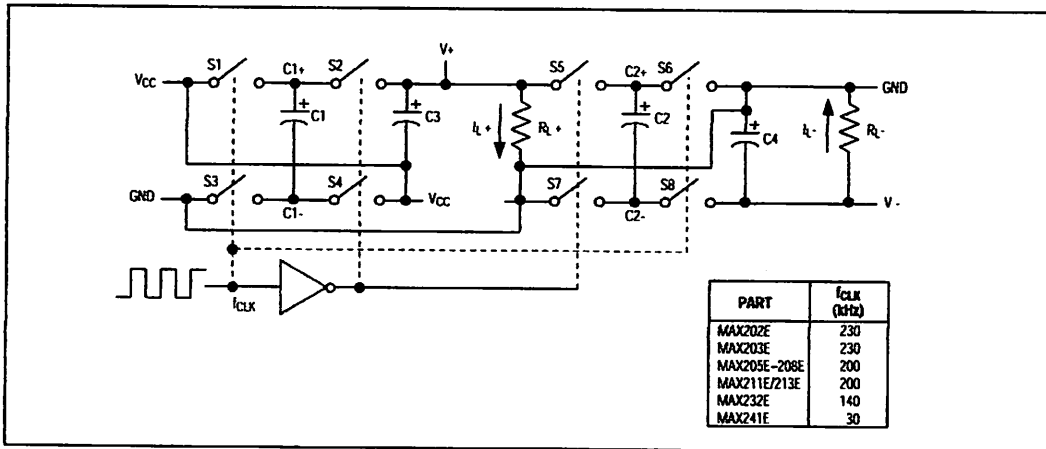 V+
S1
S2
S5
S6
C1+
C2+
VCC
GND
C1
C3
IL+
RL+
C2
C4
IL-
RL-
S3
S4
S7
S8
GND
VCC
V-
C1-
C2-
fCLK
PART
fCLK (kHz)
MAX202E 230
MAX203E 230
MAX205E–208E 200
MAX211E/213E 200
MAX232E 140
MAX241E 30